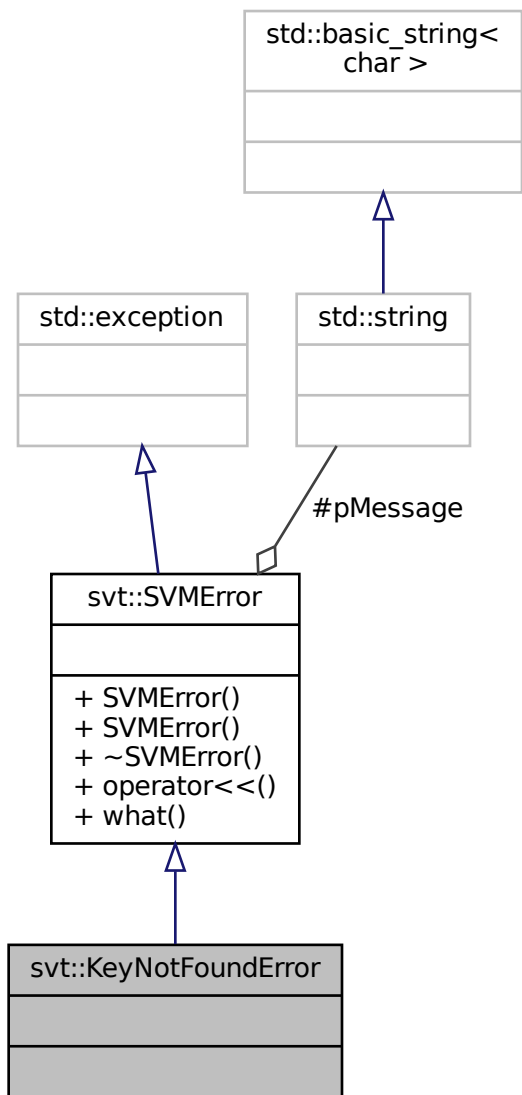 std::basic_string<
char >
std::exception
std::string
#pMessage
svt::SVMError
+ SVMError()
+ SVMError()
+ ~SVMError()
+ operator<<()
+ what()
svt::KeyNotFoundError